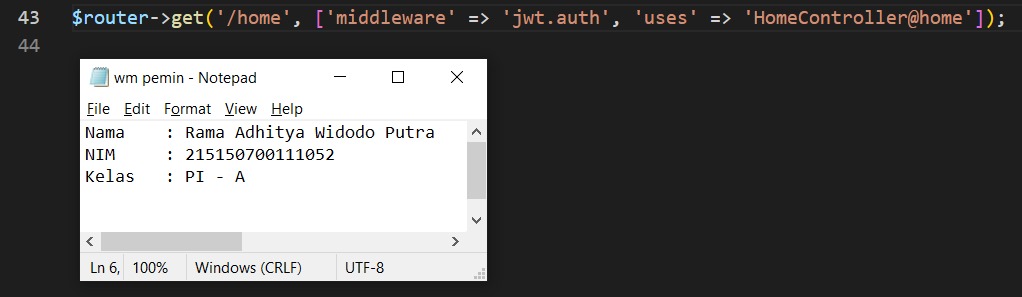 43 $router->get('/home', ['middleware' => 'jwt.auth', 'uses' => 'HomeController@home']);
44
wm pemin - Notepad
File Edit Format View Help
Nama    : Rama Adhitya Widodo Putra
NIM     : 215150700111052
Kelas   : PI - A
Ln 6, 100% Windows (CRLF) UTF-8